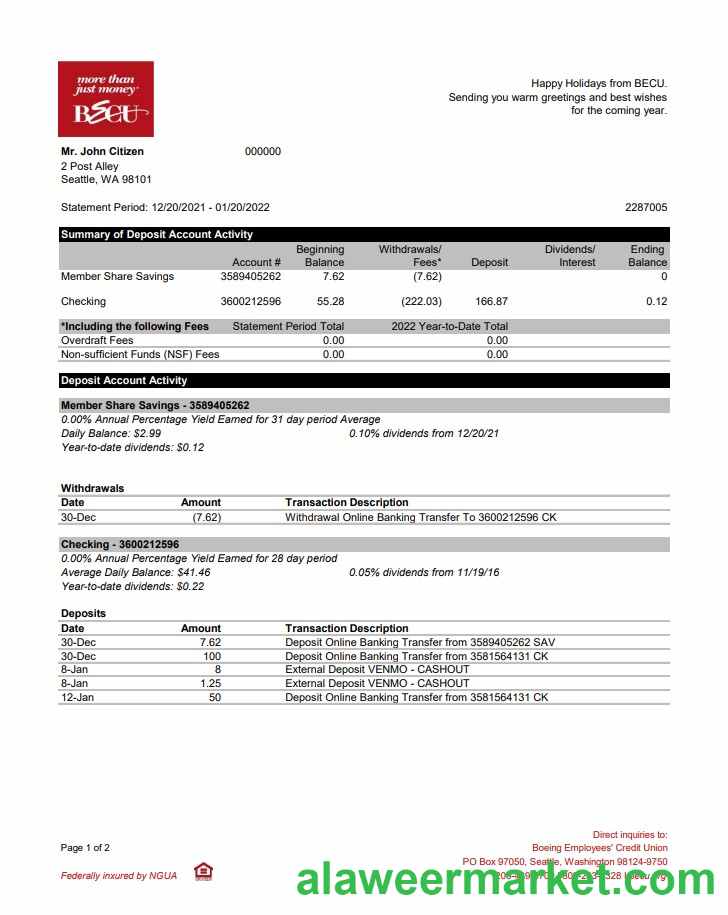 more than
just money
BECU
Happy Holidays from BECU.
Sending you warm greetings and best wishes
for the coming year.
Mr. John Citizen 000000
2 Post Alley
Seattle, WA 98101
Statement Period: 12/20/2021 - 01/20/2022 2287005
Summary of Deposit Account Activity
Beginning Withdrawals/ Dividends/ Ending
Account # Balance Fees* Deposit Interest Balance
Member Share Savings 3589405262 7.62 (7.62) 0
Checking 3600212596 55.28 (222.03) 166.87 0.12
*Including the following Fees Statement Period Total 2022 Year-to-Date Total
Overdraft Fees 0.00 0.00
Non-sufficient Funds (NSF) Fees 0.00 0.00
Deposit Account Activity
Member Share Savings - 3589405262
0.00% Annual Percentage Yield Earned for 31 day period Average
Daily Balance: $2.99 0.10% dividends from 12/20/21
Year-to-date dividends: $0.12
Withdrawals
Date Amount Transaction Description
30-Dec (7.62) Withdrawal Online Banking Transfer To 3600212596 CK
Checking - 3600212596
0.00% Annual Percentage Yield Earned for 28 day period
Average Daily Balance: $41.46 0.05% dividends from 11/19/16
Year-to-date dividends: $0.22
Deposits
Date Amount Transaction Description
30-Dec 7.62 Deposit Online Banking Transfer from 3589405262 SAV
30-Dec 100 Deposit Online Banking Transfer from 3581564131 CK
8-Jan 8 External Deposit VENMO - CASHOUT
8-Jan 1.25 External Deposit VENMO - CASHOUT
12-Jan 50 Deposit Online Banking Transfer from 3581564131 CK
Direct inquiries to:
Page 1 of 2 Boeing Employees' Credit Union
PO Box 97050, Seattle, Washington 98124-9750
Federally inxured by NGUA
alaweermarket.com